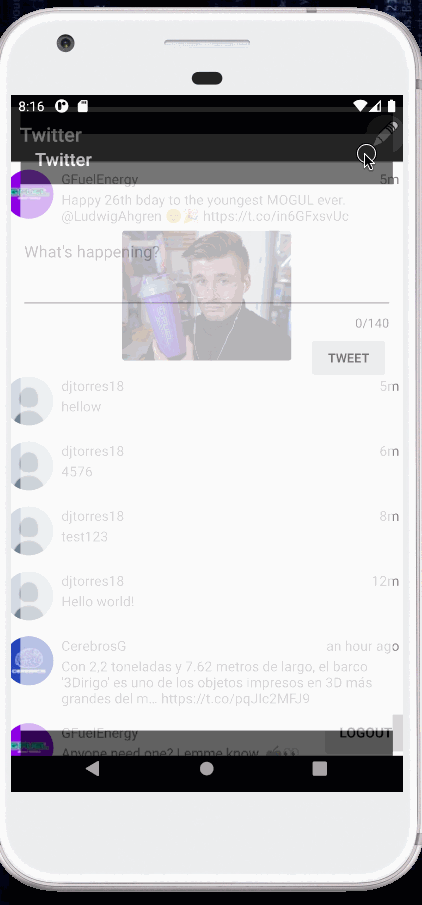 8:16
Twitter
Twitter
GFuelEnergy 5m
Happy 26th bday to the youngest MOGUL ever.
@LudwigAhgren 😌🎉 https://t.co/in6GFxsvUc
What's happening?
0/140
TWEET
djtorres18 5m
hellow
djtorres18 6m
4576
djtorres18 8m
test123
djtorres18 12m
Hello world!
CerebrosG an hour ago
Con 2,2 toneladas y 7.62 metros de largo, el barco
'3Dirigo' es uno de los objetos impresos en 3D más
grandes del m… https://t.co/pqJIc2MFJ9
GFuelEnergy
LOGOUT
Anyone need one? Lemme know